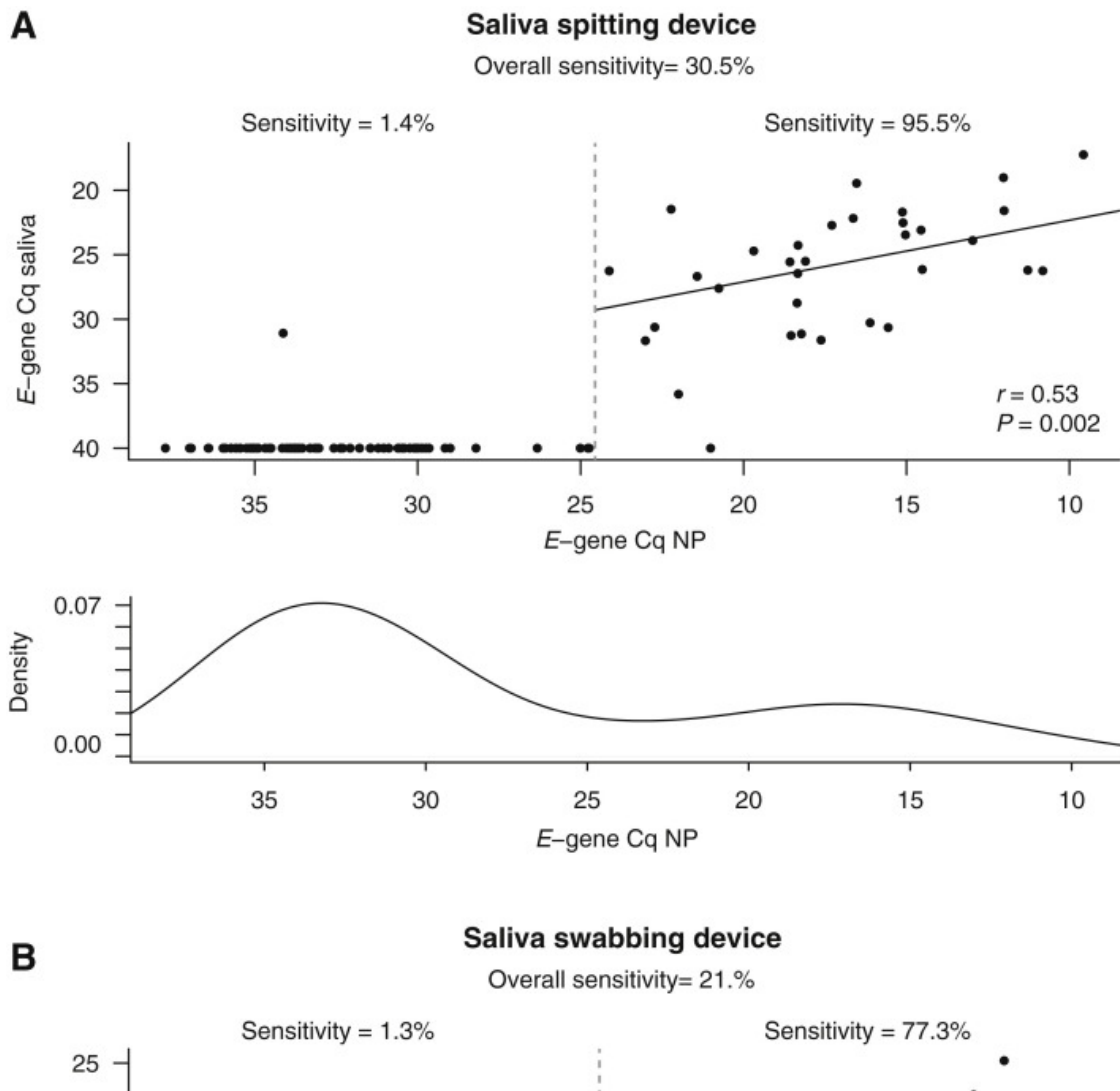 A
Saliva spitting device
Overall sensitivity= 30.5%
Sensitivity = 1.4%
Sensitivity = 95.5%
E–gene Cq saliva
20
25
30
35
40
r = 0.53
P = 0.002
35 30 25 20 15 10
E–gene Cq NP
Density
0.07
0.00
35 30 25 20 15 10
E–gene Cq NP
B
Saliva swabbing device
Overall sensitivity= 21.%
Sensitivity = 1.3%
Sensitivity = 77.3%
25